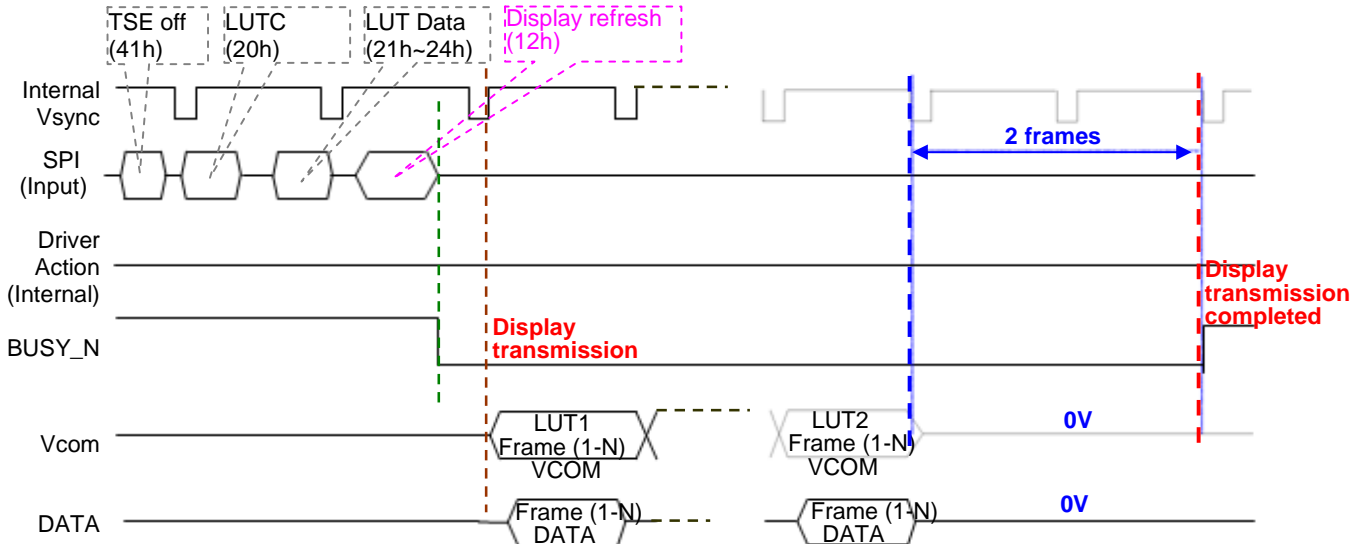 TSE off
(41h)
LUTC
(20h)
LUT Data
(21h~24h)
Display refresh
(12h)
Internal
Vsync
2 frames
SPI
(Input)
Driver
Action
(Internal)
Display
transmission
completed
BUSY_N
Display
transmission
Vcom
LUT1
Frame (1-N)
VCOM
LUT2
Frame (1-N)
VCOM
0V
DATA
Frame (1-N)
DATA
Frame (1-N)
DATA
0V